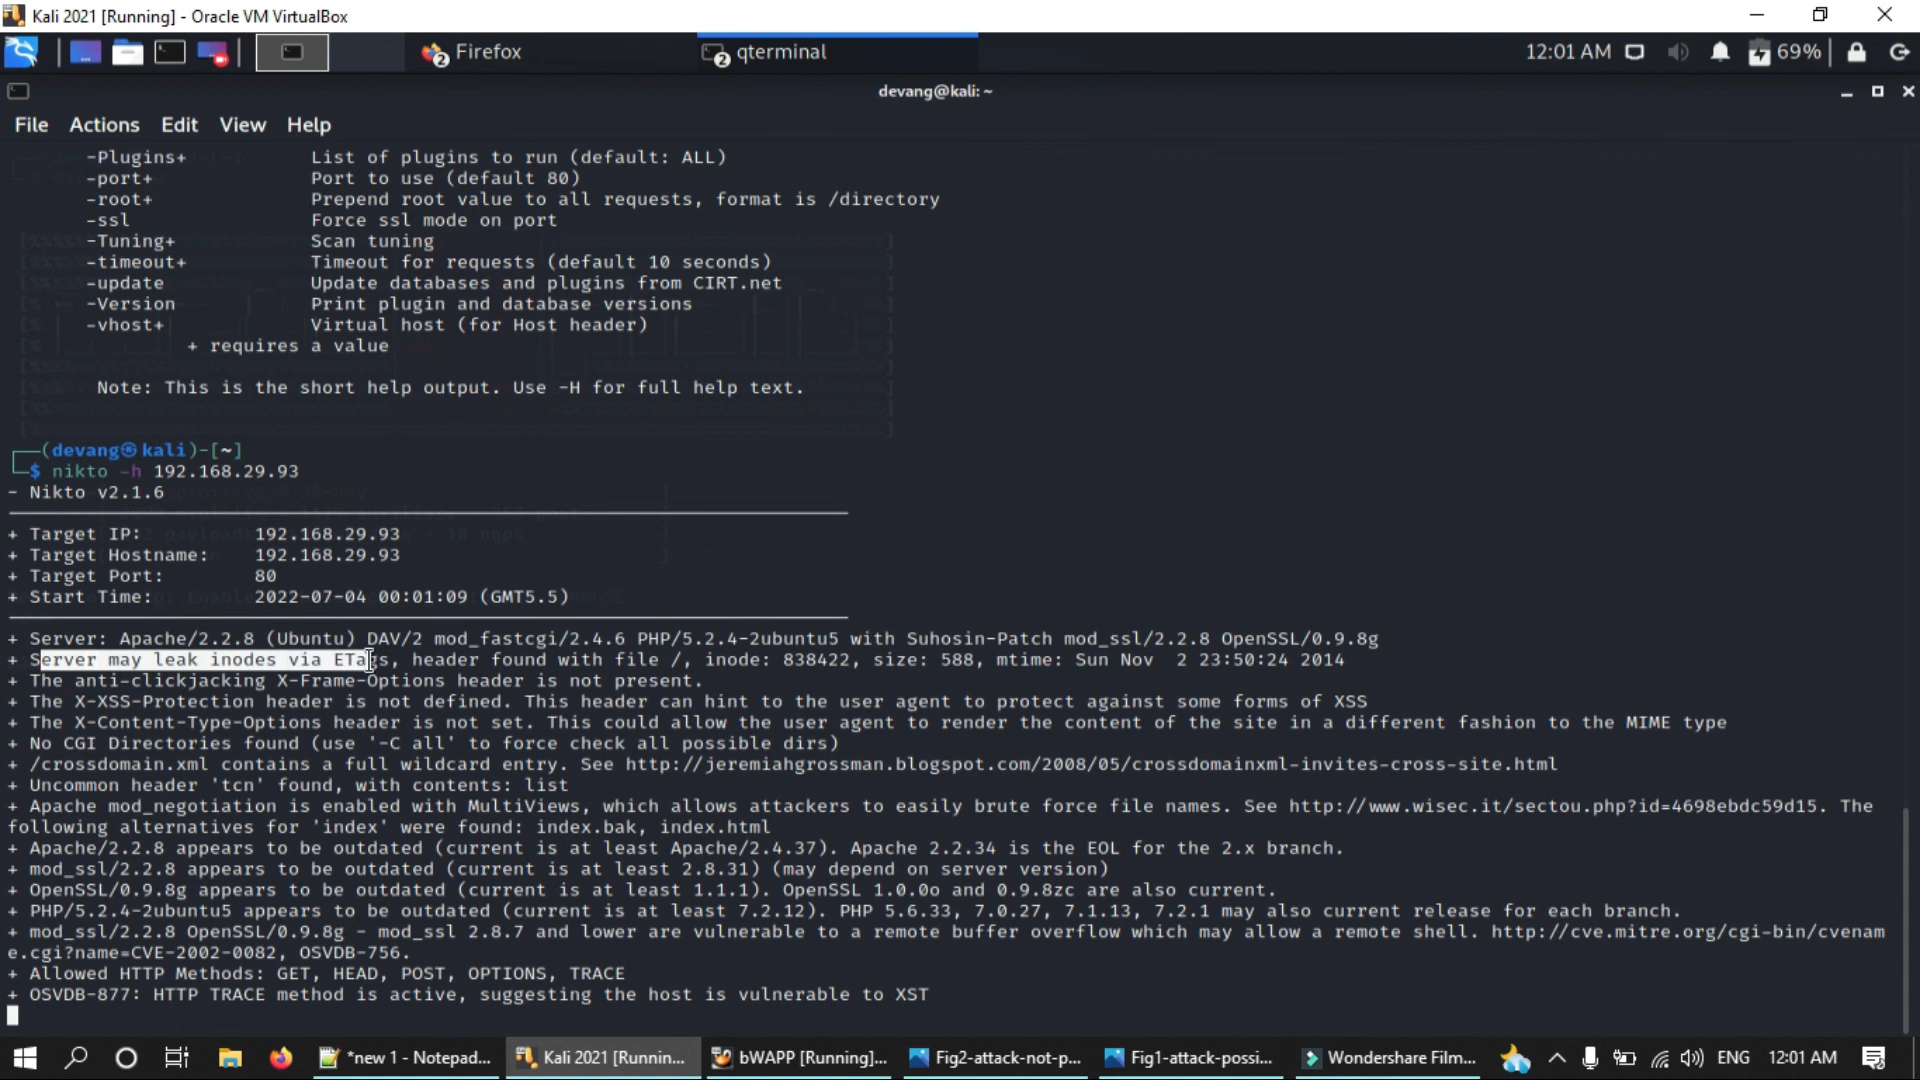 Kali 2021 [Running] - Oracle VM VirtualBox
2 Firefox
2 qterminal
12:01 AM
69%
devang@kali: ~
File Actions Edit View Help
-Plugins+ List of plugins to run (default: ALL)
-port+ Port to use (default 80)
-root+ Prepend root value to all requests, format is /directory
-ssl Force ssl mode on port
-Tuning+ Scan tuning
-timeout+ Timeout for requests (default 10 seconds)
-update Update databases and plugins from CIRT.net
-Version Print plugin and database versions
-vhost+ Virtual host (for Host header)
+ requires a value
Note: This is the short help output. Use -H for full help text.
(devang㉿kali)-[~]
$ nikto -h 192.168.29.93
- Nikto v2.1.6
+ Target IP: 192.168.29.93
+ Target Hostname: 192.168.29.93
+ Target Port: 80
+ Start Time: 2022-07-04 00:01:09 (GMT5.5)
+ Server: Apache/2.2.8 (Ubuntu) DAV/2 mod_fastcgi/2.4.6 PHP/5.2.4-2ubuntu5 with Suhosin-Patch mod_ssl/2.2.8 OpenSSL/0.9.8g
+ Server may leak inodes via ETags, header found with file /, inode: 838422, size: 588, mtime: Sun Nov  2 23:50:24 2014
+ The anti-clickjacking X-Frame-Options header is not present.
+ The X-XSS-Protection header is not defined. This header can hint to the user agent to protect against some forms of XSS
+ The X-Content-Type-Options header is not set. This could allow the user agent to render the content of the site in a different fashion to the MIME type
+ No CGI Directories found (use '-C all' to force check all possible dirs)
+ /crossdomain.xml contains a full wildcard entry. See http://jeremiahgrossman.blogspot.com/2008/05/crossdomainxml-invites-cross-site.html
+ Uncommon header 'tcn' found, with contents: list
+ Apache mod_negotiation is enabled with MultiViews, which allows attackers to easily brute force file names. See http://www.wisec.it/sectou.php?id=4698ebdc59d15. The
following alternatives for 'index' were found: index.bak, index.html
+ Apache/2.2.8 appears to be outdated (current is at least Apache/2.4.37). Apache 2.2.34 is the EOL for the 2.x branch.
+ mod_ssl/2.2.8 appears to be outdated (current is at least 2.8.31) (may depend on server version)
+ OpenSSL/0.9.8g appears to be outdated (current is at least 1.1.1). OpenSSL 1.0.0o and 0.9.8zc are also current.
+ PHP/5.2.4-2ubuntu5 appears to be outdated (current is at least 7.2.12). PHP 5.6.33, 7.0.27, 7.1.13, 7.2.1 may also current release for each branch.
+ mod_ssl/2.2.8 OpenSSL/0.9.8g - mod_ssl 2.8.7 and lower are vulnerable to a remote buffer overflow which may allow a remote shell. http://cve.mitre.org/cgi-bin/cvenam
e.cgi?name=CVE-2002-0082, OSVDB-756.
+ Allowed HTTP Methods: GET, HEAD, POST, OPTIONS, TRACE
+ OSVDB-877: HTTP TRACE method is active, suggesting the host is vulnerable to XST
*new 1 - Notepad... Kali 2021 [Runnin... bWAPP [Running]... Fig2-attack-not-p... Fig1-attack-possi... Wondershare Film... ENG 12:01 AM